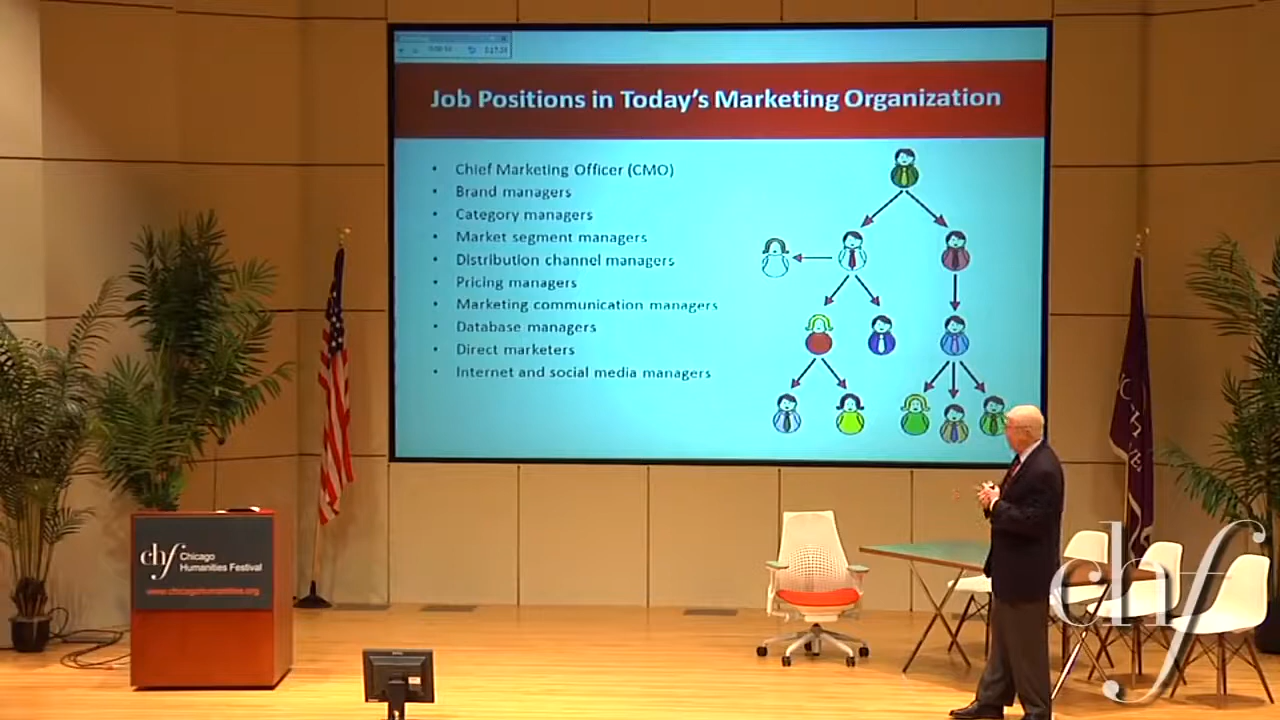 Job Positions in Today's Marketing Organization
• Chief Marketing Officer (CMO)
• Brand managers
• Category managers
• Market segment managers
• Distribution channel managers
• Pricing managers
• Marketing communication managers
• Database managers
• Direct marketers
• Internet and social media managers
chf Chicago
Humanities Festival
www.chicagohumanities.org
chf